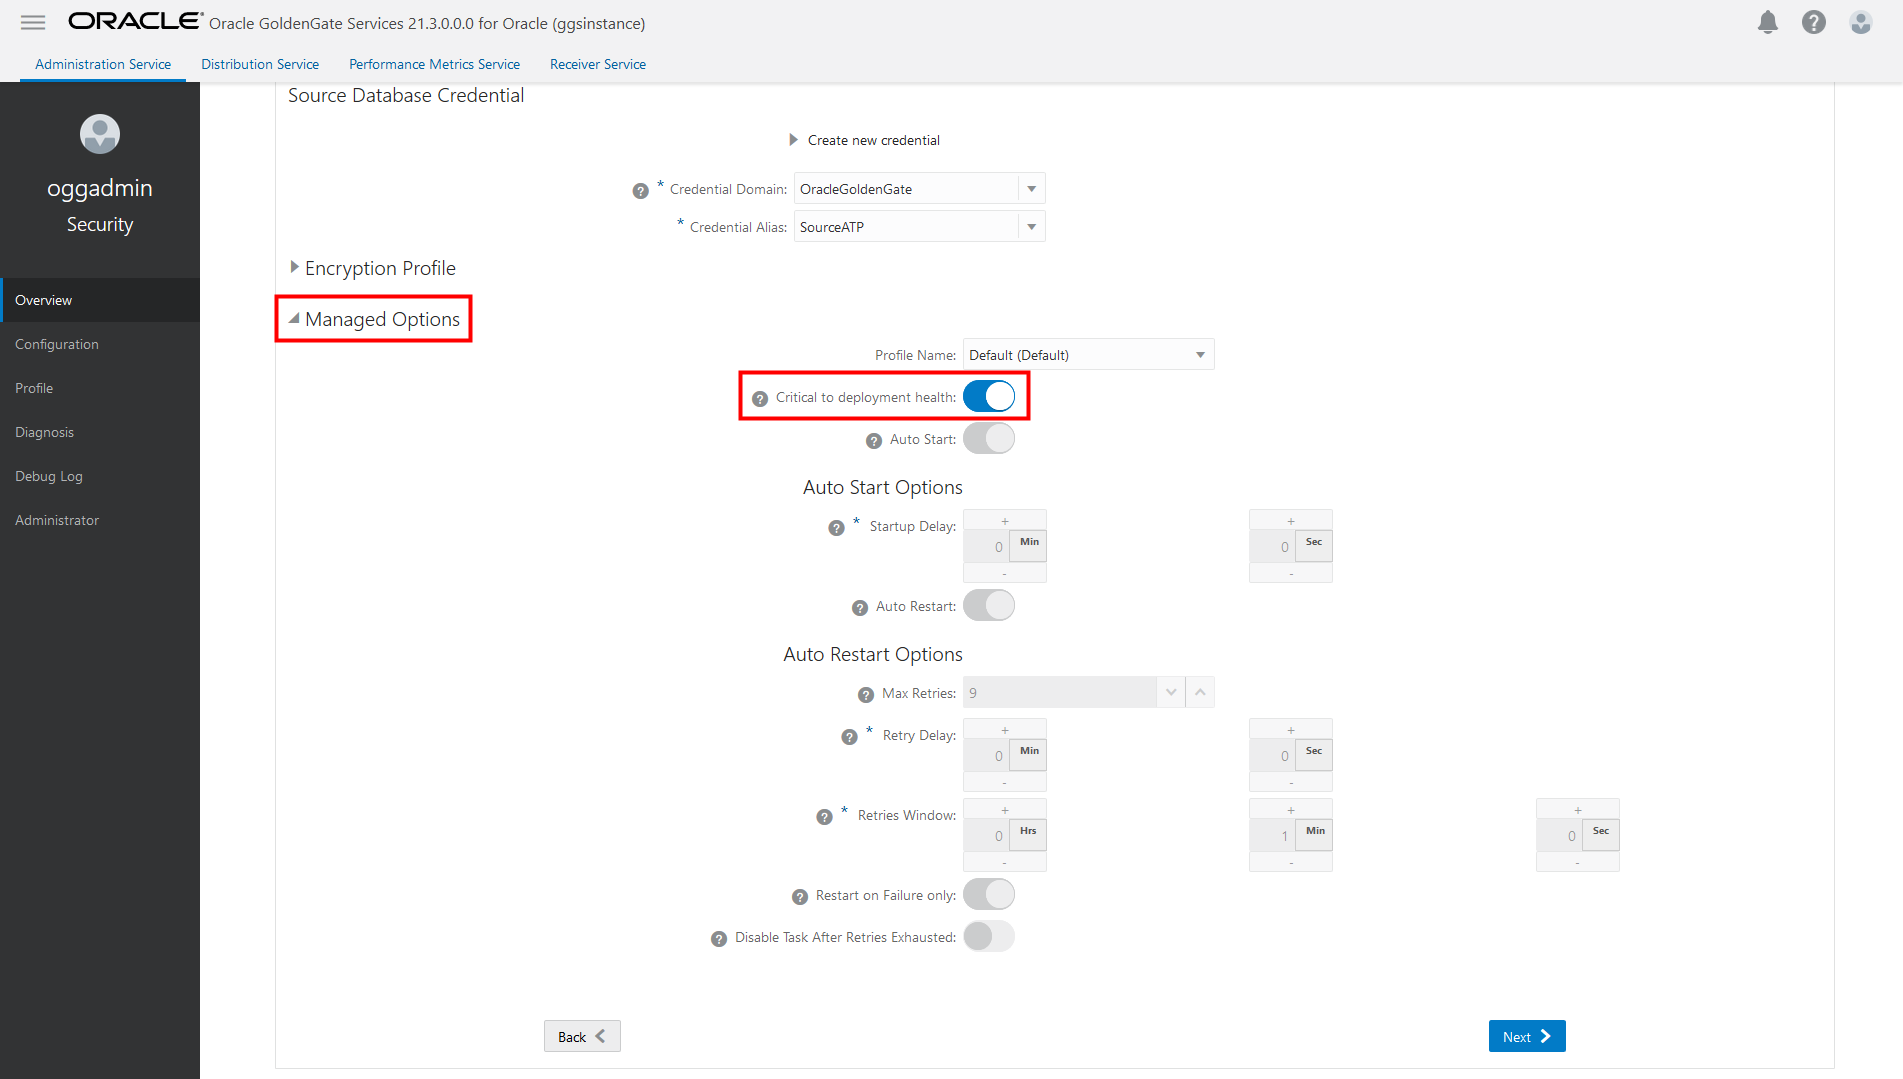 ORACLE Oracle GoldenGate Services 21.3.0.0.0 for Oracle (ggsinstance)
Administration Service Distribution Service Performance Metrics Service Receiver Service
oggadmin
Security
Overview
Configuration
Profile
Diagnosis
Debug Log
Administrator
Source Database Credential
Create new credential
? * Credential Domain: OracleGoldenGate
* Credential Alias: SourceATP
Encryption Profile
Managed Options
Profile Name: Default (Default)
? Critical to deployment health:
? Auto Start:
Auto Start Options
+ +
? * Startup Delay: 0 Min 0 Sec
- -
? Auto Restart:
Auto Restart Options
? Max Retries: 9
+ +
? * Retry Delay: 0 Min 0 Sec
- -
+ + +
? * Retries Window: 0 Hrs 1 Min 0 Sec
- - -
? Restart on Failure only:
? Disable Task After Retries Exhausted:
Back Next